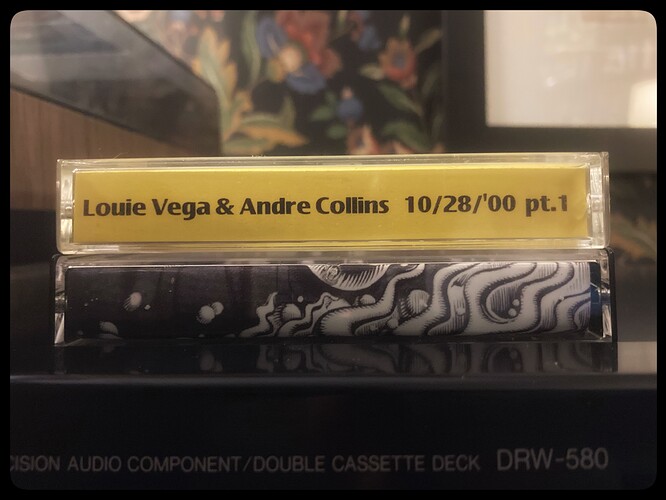 Louie Vega & Andre Collins 10/28/'00 pt.1
CISION AUDIO COMPONENT/DOUBLE CASSETTE DECK DRW-580